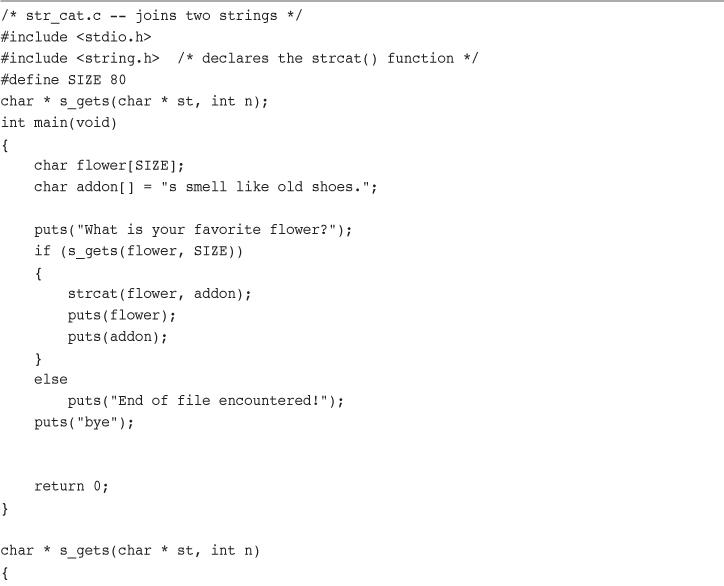 /* str_cat.c -- joins two strings */
#include <stdio.h>
#include <string.h>  /* declares the strcat() function */
#define SIZE 80
char * s_gets(char * st, int n);
int main(void)
{
    char flower[SIZE];
    char addon[] = "s smell like old shoes.";

    puts("What is your favorite flower?");
    if (s_gets(flower, SIZE))
    {
        strcat(flower, addon);
        puts(flower);
        puts(addon);
    }
    else
        puts("End of file encountered!");
    puts("bye");


    return 0;
}

char * s_gets(char * st, int n)
{